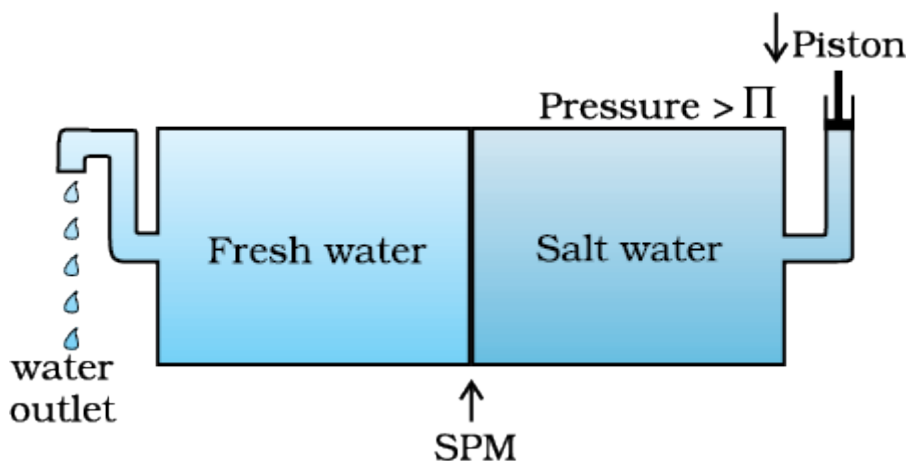 Piston
Pressure > Π
Fresh water
Salt water
water
outlet
SPM